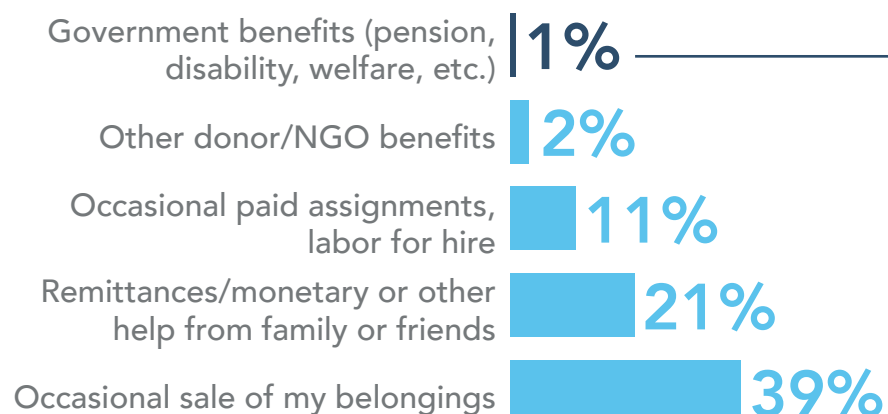 Government benefits (pension,
disability, welfare, etc.)
1%
Other donor/NGO benefits
2%
Occasional paid assignments,
labor for hire
11%
Remittances/monetary or other
help from family or friends
21%
Occasional sale of my belongings
39%